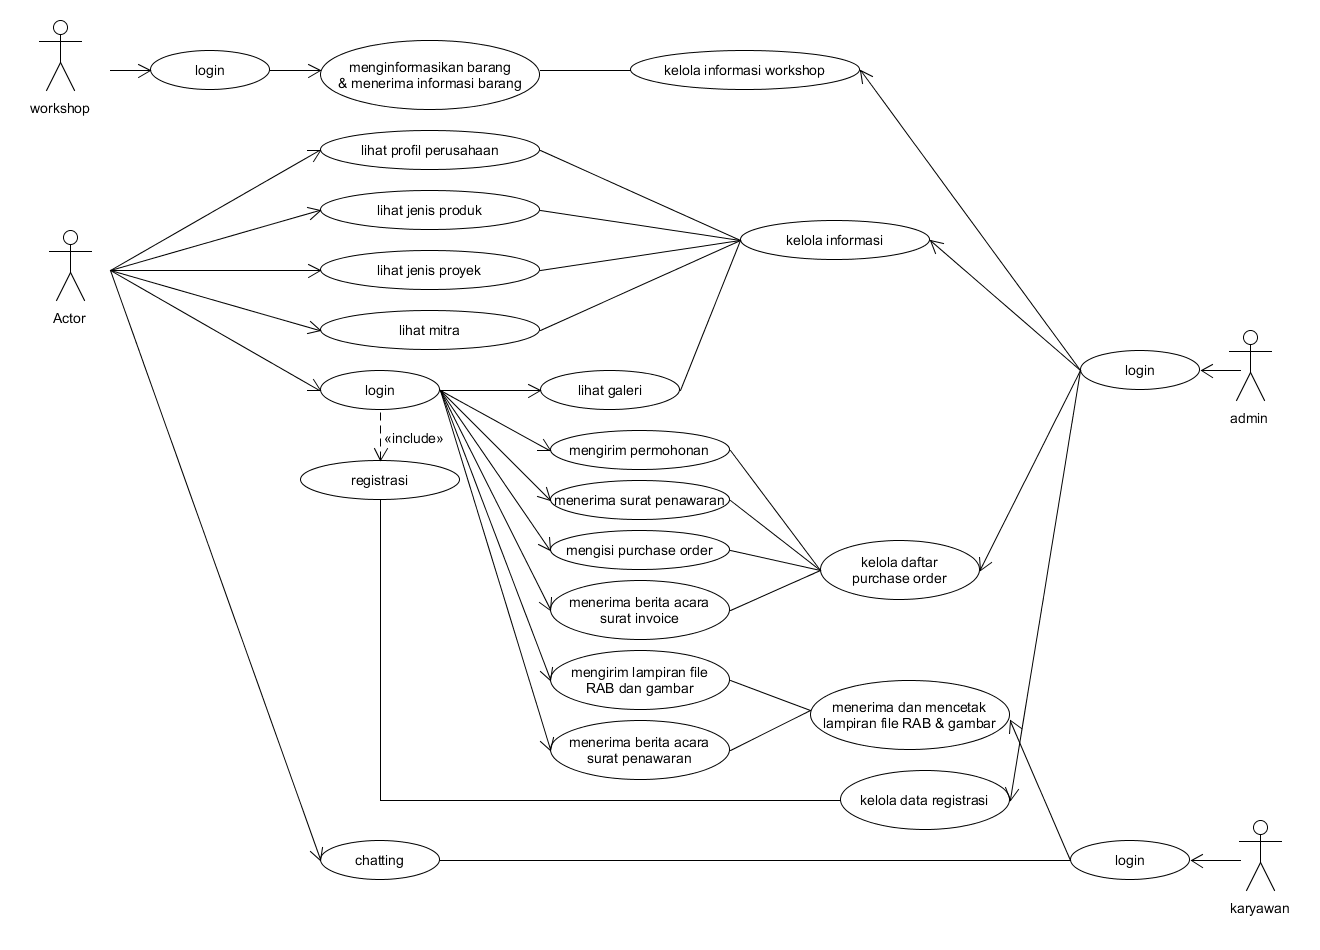 workshop
login
menginformasikan barang
& menerima informasi barang
kelola informasi workshop
lihat profil perusahaan
lihat jenis produk
lihat jenis proyek
lihat mitra
kelola informasi
Actor
login
lihat galeri
login
admin
«include»
registrasi
mengirim permohonan
menerima surat penawaran
mengisi purchase order
menerima berita acara
surat invoice
kelola daftar
purchase order
mengirim lampiran file
RAB dan gambar
menerima berita acara
surat penawaran
menerima dan mencetak
lampiran file RAB & gambar
kelola data registrasi
chatting
login
karyawan